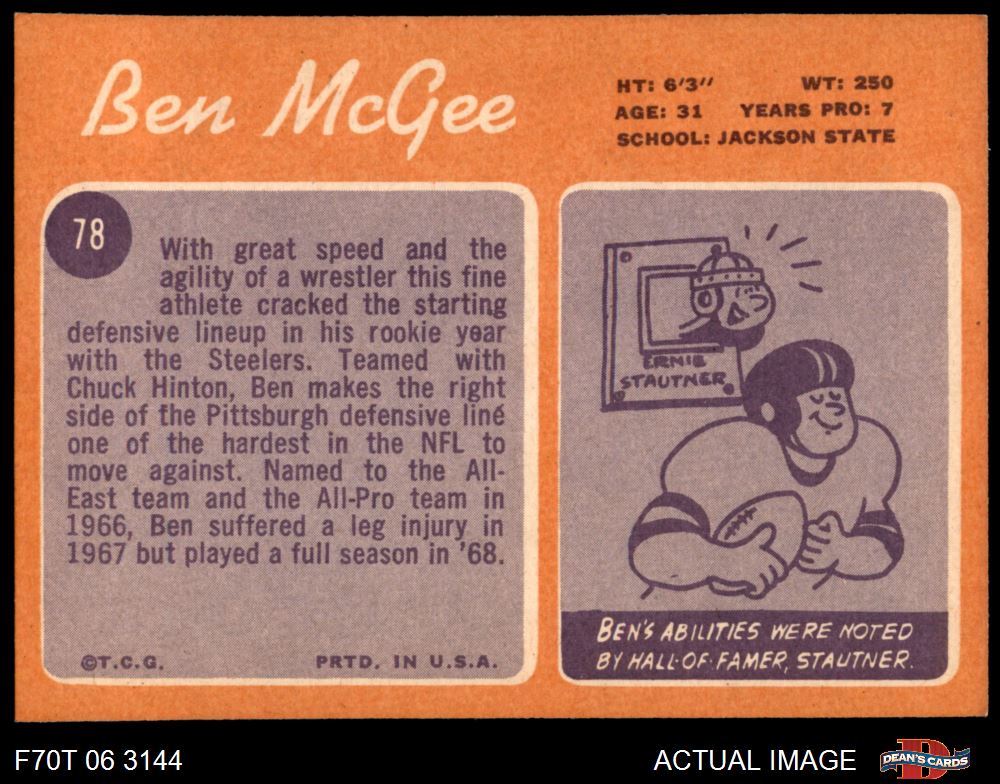 Ben McGee
HT: 6'3" WT: 250
AGE: 31 YEARS PRO: 7
SCHOOL: JACKSON STATE
78
With great speed and the
agility of a wrestler this fine
athlete cracked the starting
defensive lineup in his rookie year
with the Steelers. Teamed with
Chuck Hinton, Ben makes the right
side of the Pittsburgh defensive line
one of the hardest in the NFL to
move against. Named to the All-
East team and the All-Pro team in
1966, Ben suffered a leg injury in
1967 but played a full season in '68.
©T.C.G. PRTD. IN U.S.A.
ERNIE
STAUTNER
BEN'S ABILITIES WERE NOTED
BY HALL-OF-FAMER, STAUTNER.
F70T 06 3144
ACTUAL IMAGE
D
DEAN'S CARDS